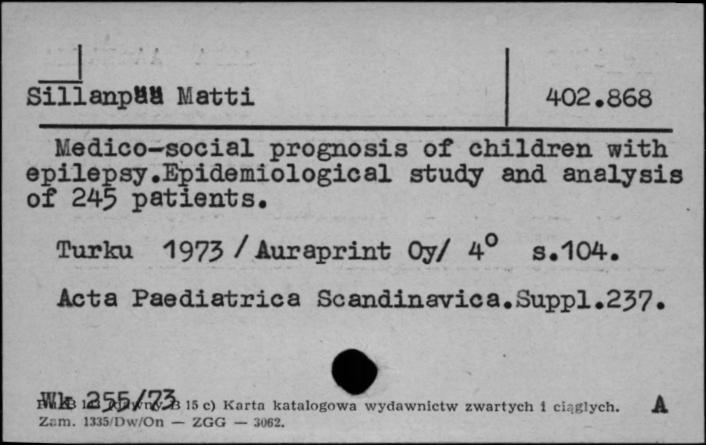 Sillanpää Matti 402.868
Medico-social prognosis of children with
epilepsy.Epidemiological study and analysis
of 245 patients.
Turku 1973 /Auraprint Oy/ 4° s.104.
Acta Paediatrica Scandinavica.Suppl.237.
Wk 255/73
B 15 c) Karta katalogowa wydawnictw zwartych i ciągłych. A
Zam. 1335/Dw/On — ZGG — 3062.